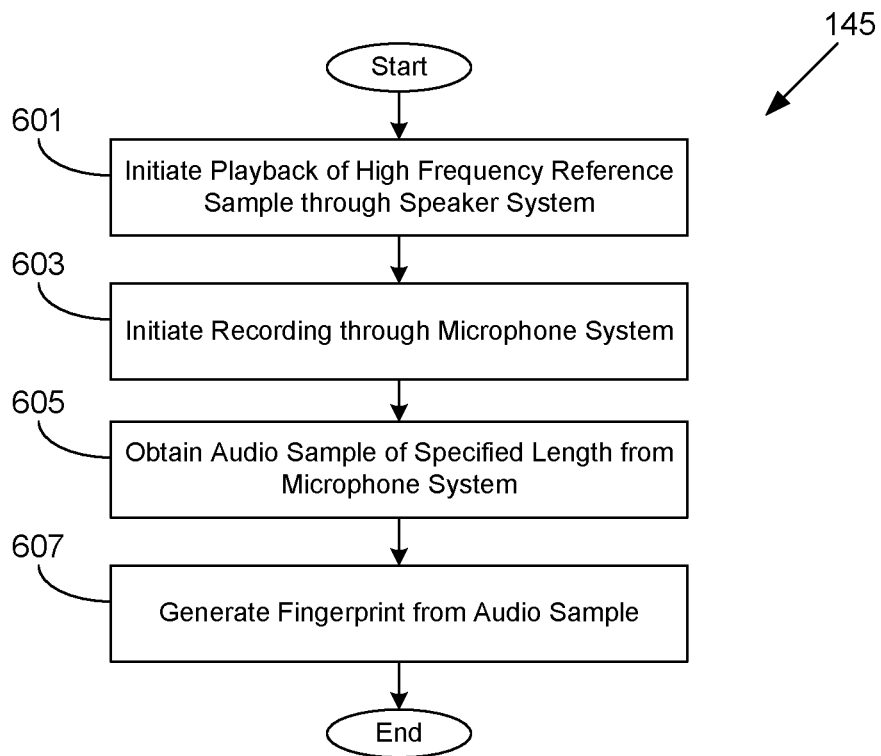 145
Start
601
Initiate Playback of High Frequency Reference
Sample through Speaker System
603
Initiate Recording through Microphone System
605
Obtain Audio Sample of Specified Length from
Microphone System
607
Generate Fingerprint from Audio Sample
End